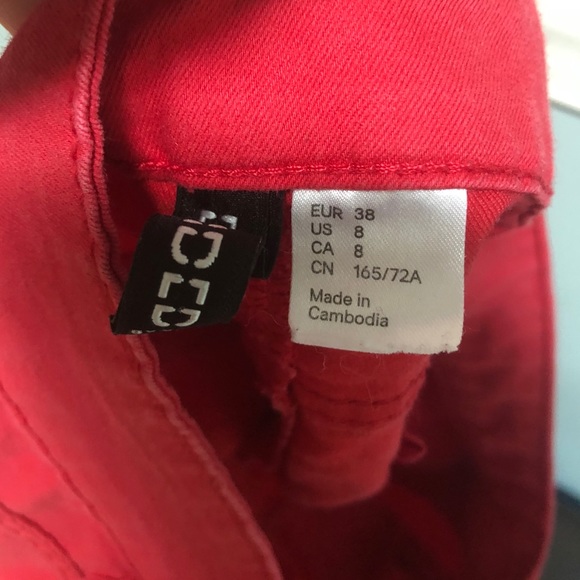 EUR 38
US 8
CA 8
CN 165/72A
Made in
Cambodia